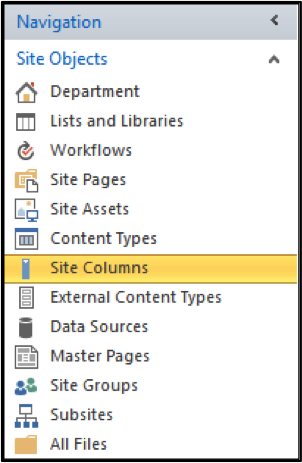 Navigation
Site Objects
Department
Lists and Libraries
Workflows
Site Pages
Site Assets
Content Types
Site Columns
External Content Types
Data Sources
Master Pages
Site Groups
Subsites
All Files